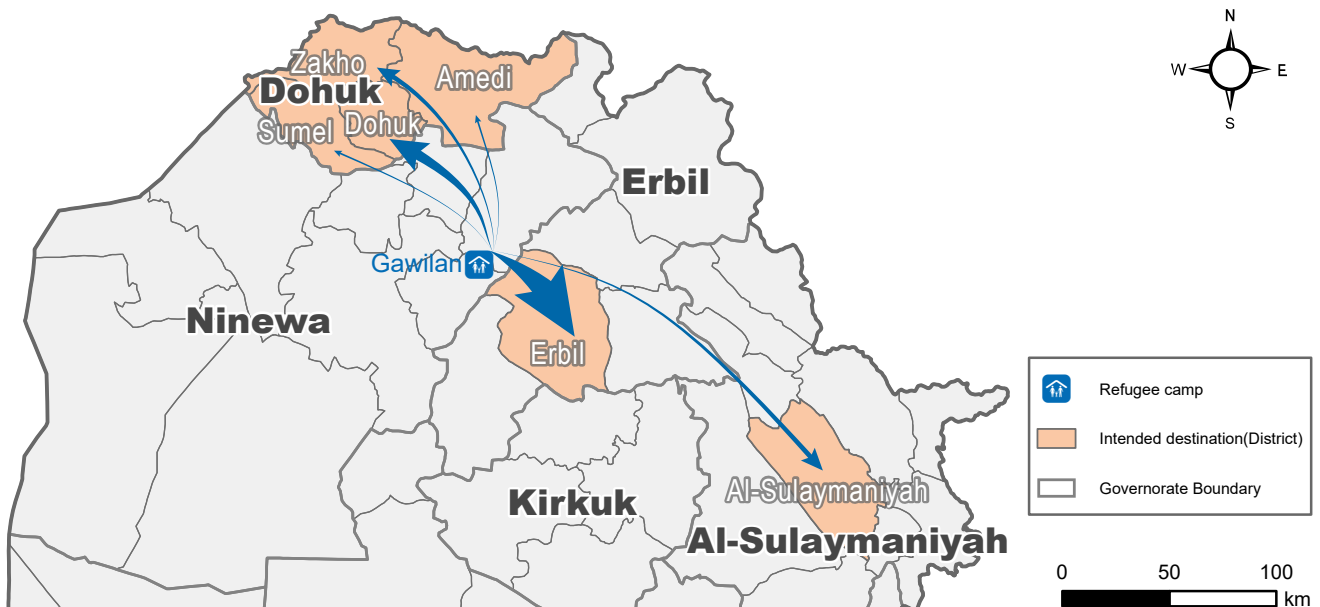 N
W
E
S
Zakho
Amedi
Dohuk
Sumel
Dohuk
Erbil
Gawilan
Ninewa
Erbil
Kirkuk
Al-Sulaymaniyah
Al-Sulaymaniyah
Refugee camp
Intended destination(District)
Governorate Boundary
0 50 100
km